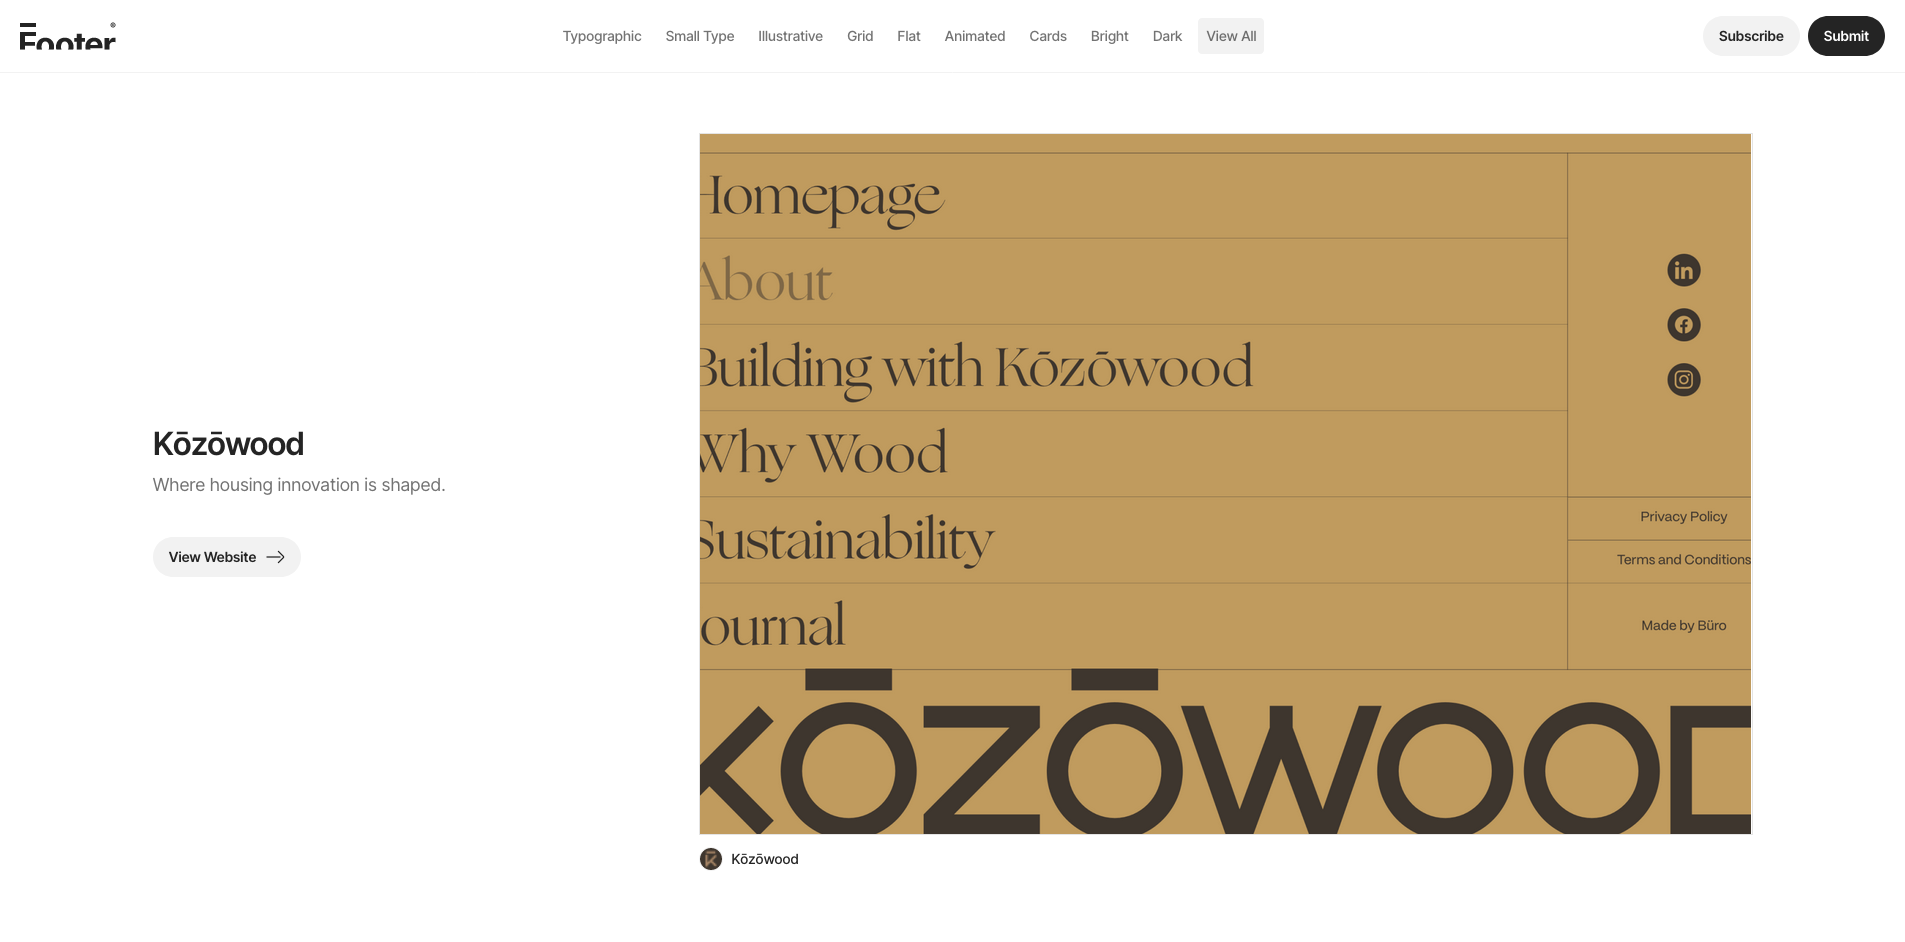 Footer®
Typographic Small Type Illustrative Grid Flat Animated Cards Bright Dark View All
Subscribe Submit
Kōzōwood
Where housing innovation is shaped.
View Website
Homepage
About
Building with Kōzōwood
Why Wood
Sustainability
Journal
in
Privacy Policy
Terms and Conditions
Made by Büro
KŌZŌWOOD
Kōzōwood